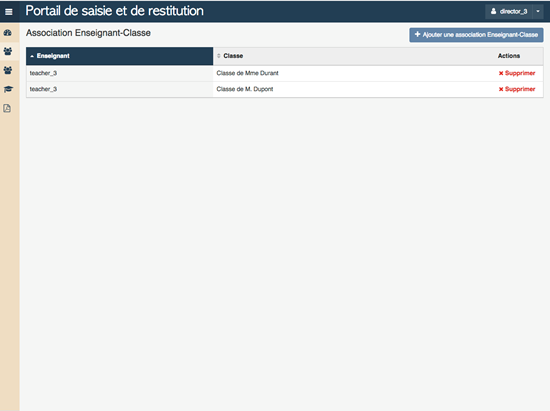 Portail de saisie et de restitution
director_3
Association Enseignant-Classe
Ajouter une association Enseignant-Classe
Enseignant Classe Actions
teacher_3 Classe de Mme Durant Supprimer
teacher_3 Classe de M. Dupont Supprimer